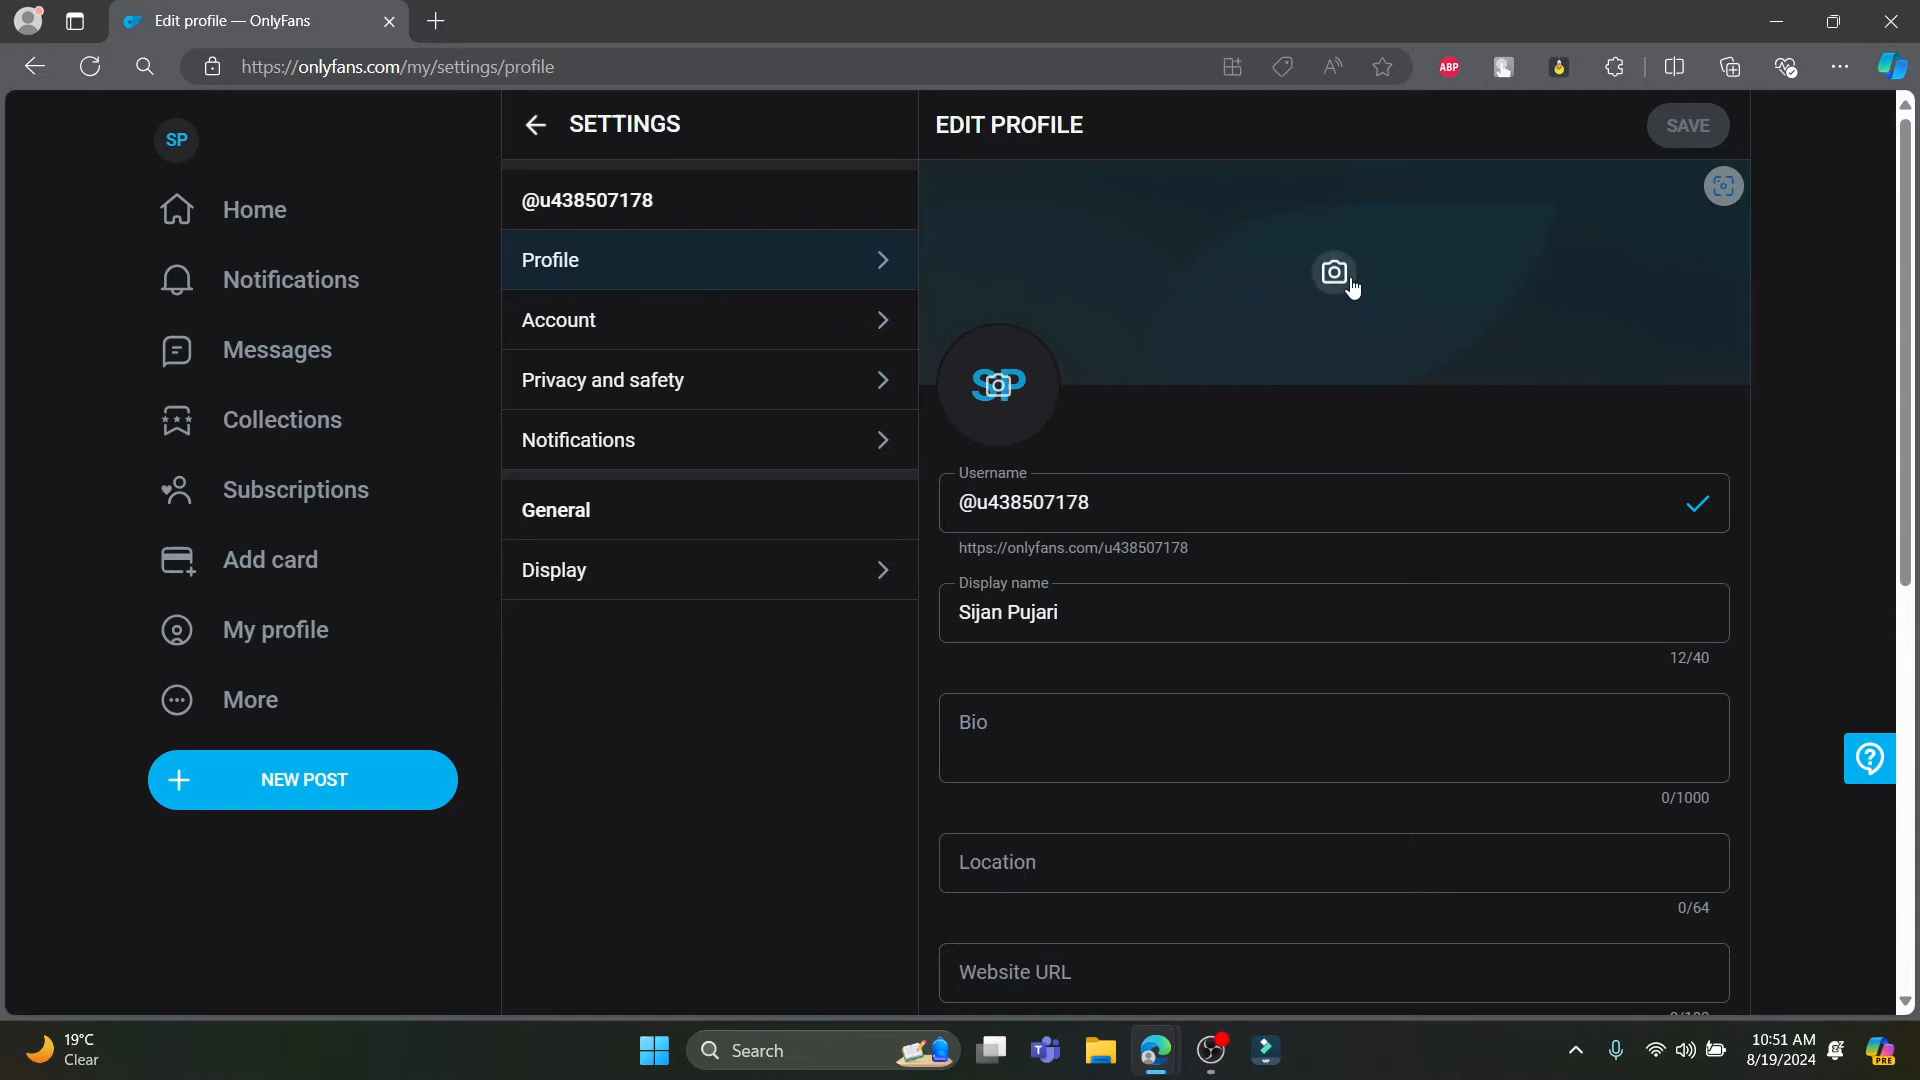 Edit profile — OnlyFans
https://onlyfans.com/my/settings/profile
ABP
SP
Home
Notifications
Messages
Collections
Subscriptions
Add card
My profile
More
NEW POST
SETTINGS
@u438507178
Profile
Account
Privacy and safety
Notifications
General
Display
EDIT PROFILE
SAVE
SP
Username
@u438507178
https://onlyfans.com/u438507178
Display name
Sijan Pujari
12/40
Bio
0/1000
Location
0/64
Website URL
19°C
Clear
Search
10:51 AM
8/19/2024
PRE